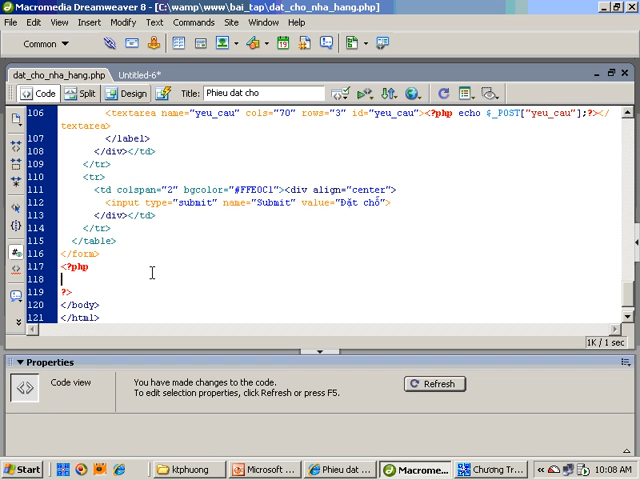 Macromedia Dreamweaver 8 - [C:\wamp\www\bai_tap\dat_cho_nha_hang.php]
File Edit View Insert Modify Text Commands Site Window Help
Common
dat_cho_nha_hang.php Untitled-6*
Code Split Design Title: Phieu dat cho
106 <textarea name="yeu_cau" cols="70" rows="3" id="yeu_cau"><?php echo $_POST["yeu_cau"];?></
textarea>
107 </label>
108 </div></td>
109 </tr>
110 <tr>
111 <td colspan="2" bgcolor="#FFE0C1"><div align="center">
112 <input type="submit" name="Submit" value="Đặt chỗ">
113 </div></td>
114 </tr>
115 </table>
116 </form>
117 <?php
118
119 ?>
120 </body>
121 </html>
1K / 1 sec
Properties
Code view You have made changes to the code. Refresh
To edit selection properties, click Refresh or press F5.
Start ktphuong Microsoft ... Phieu dat ... Macrome... Chương Tr... 10:08 AM